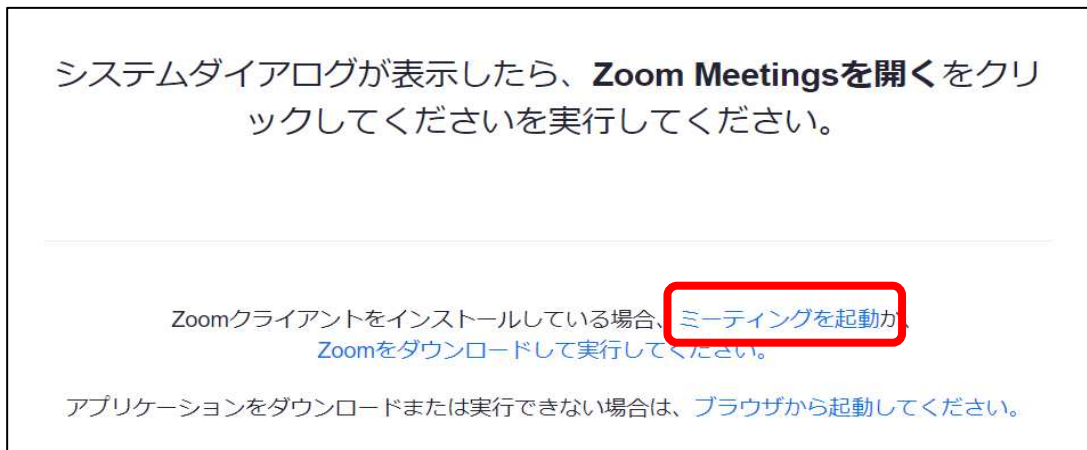 システムダイアログが表示したら、Zoom Meetingsを開くをクリ
ックしてくださいを実行してください。
Zoomクライアントをインストールしている場合、ミーティングを起動か、
Zoomをダウンロードして実行してください。
アプリケーションをダウンロードまたは実行できない場合は、ブラウザから起動してください。